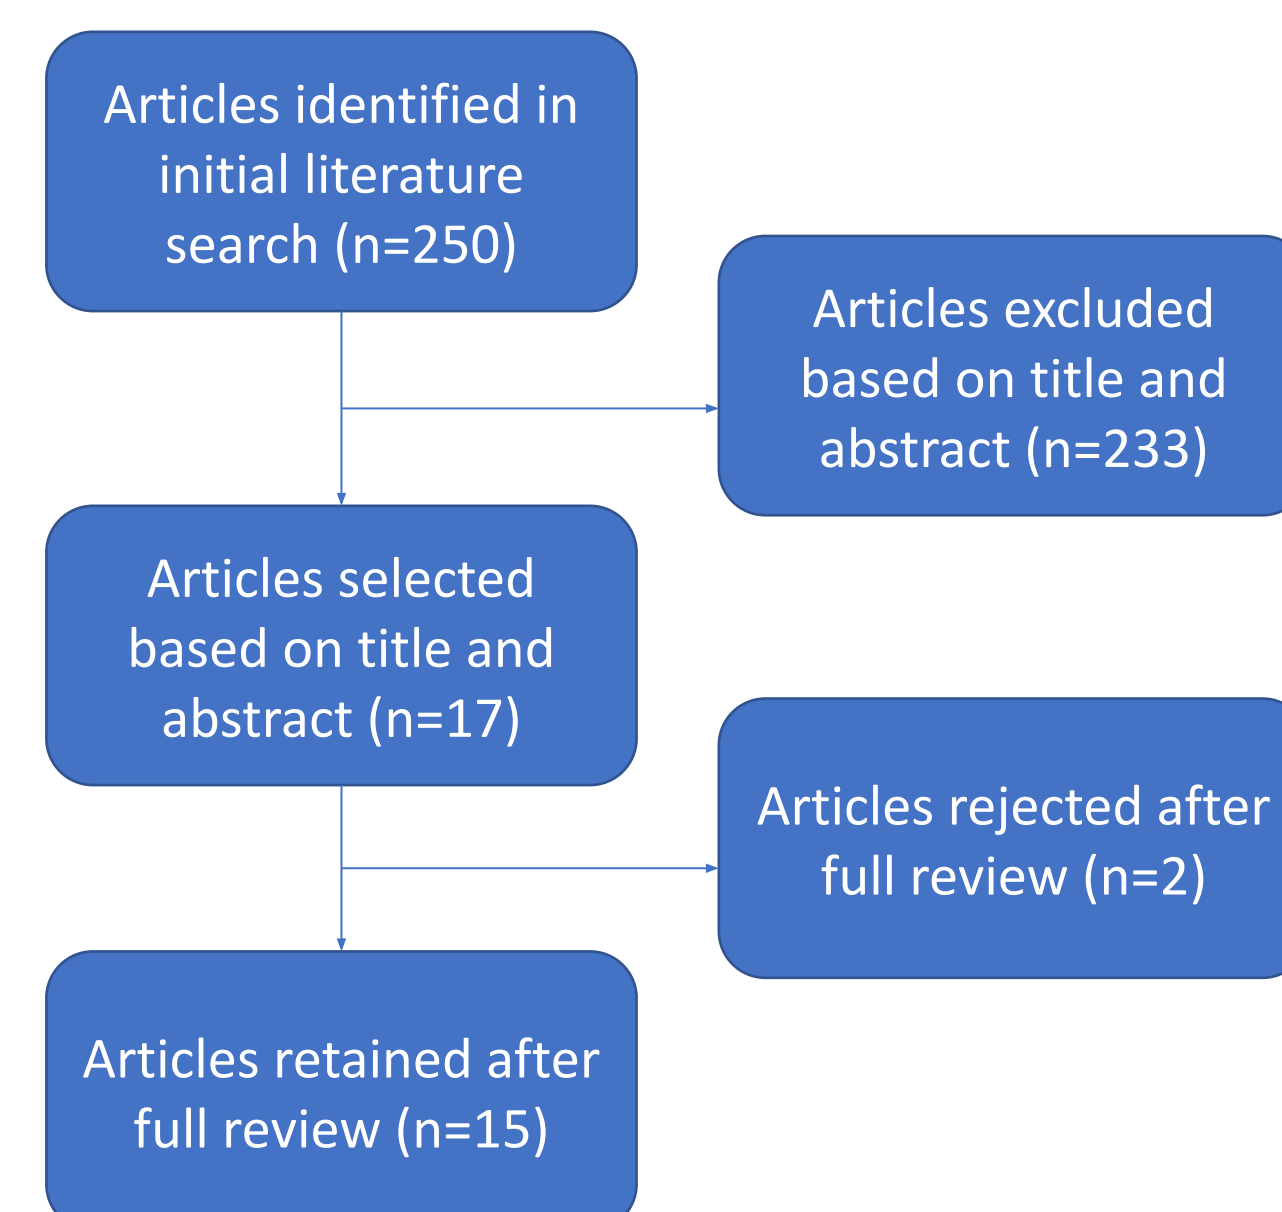 Articles identified in
initial literature
search (n=250)
Articles excluded
based on title and
abstract (n=233)
Articles selected
based on title and
abstract (n=17)
Articles rejected after
full review (n=2)
Articles retained after
full review (n=15)